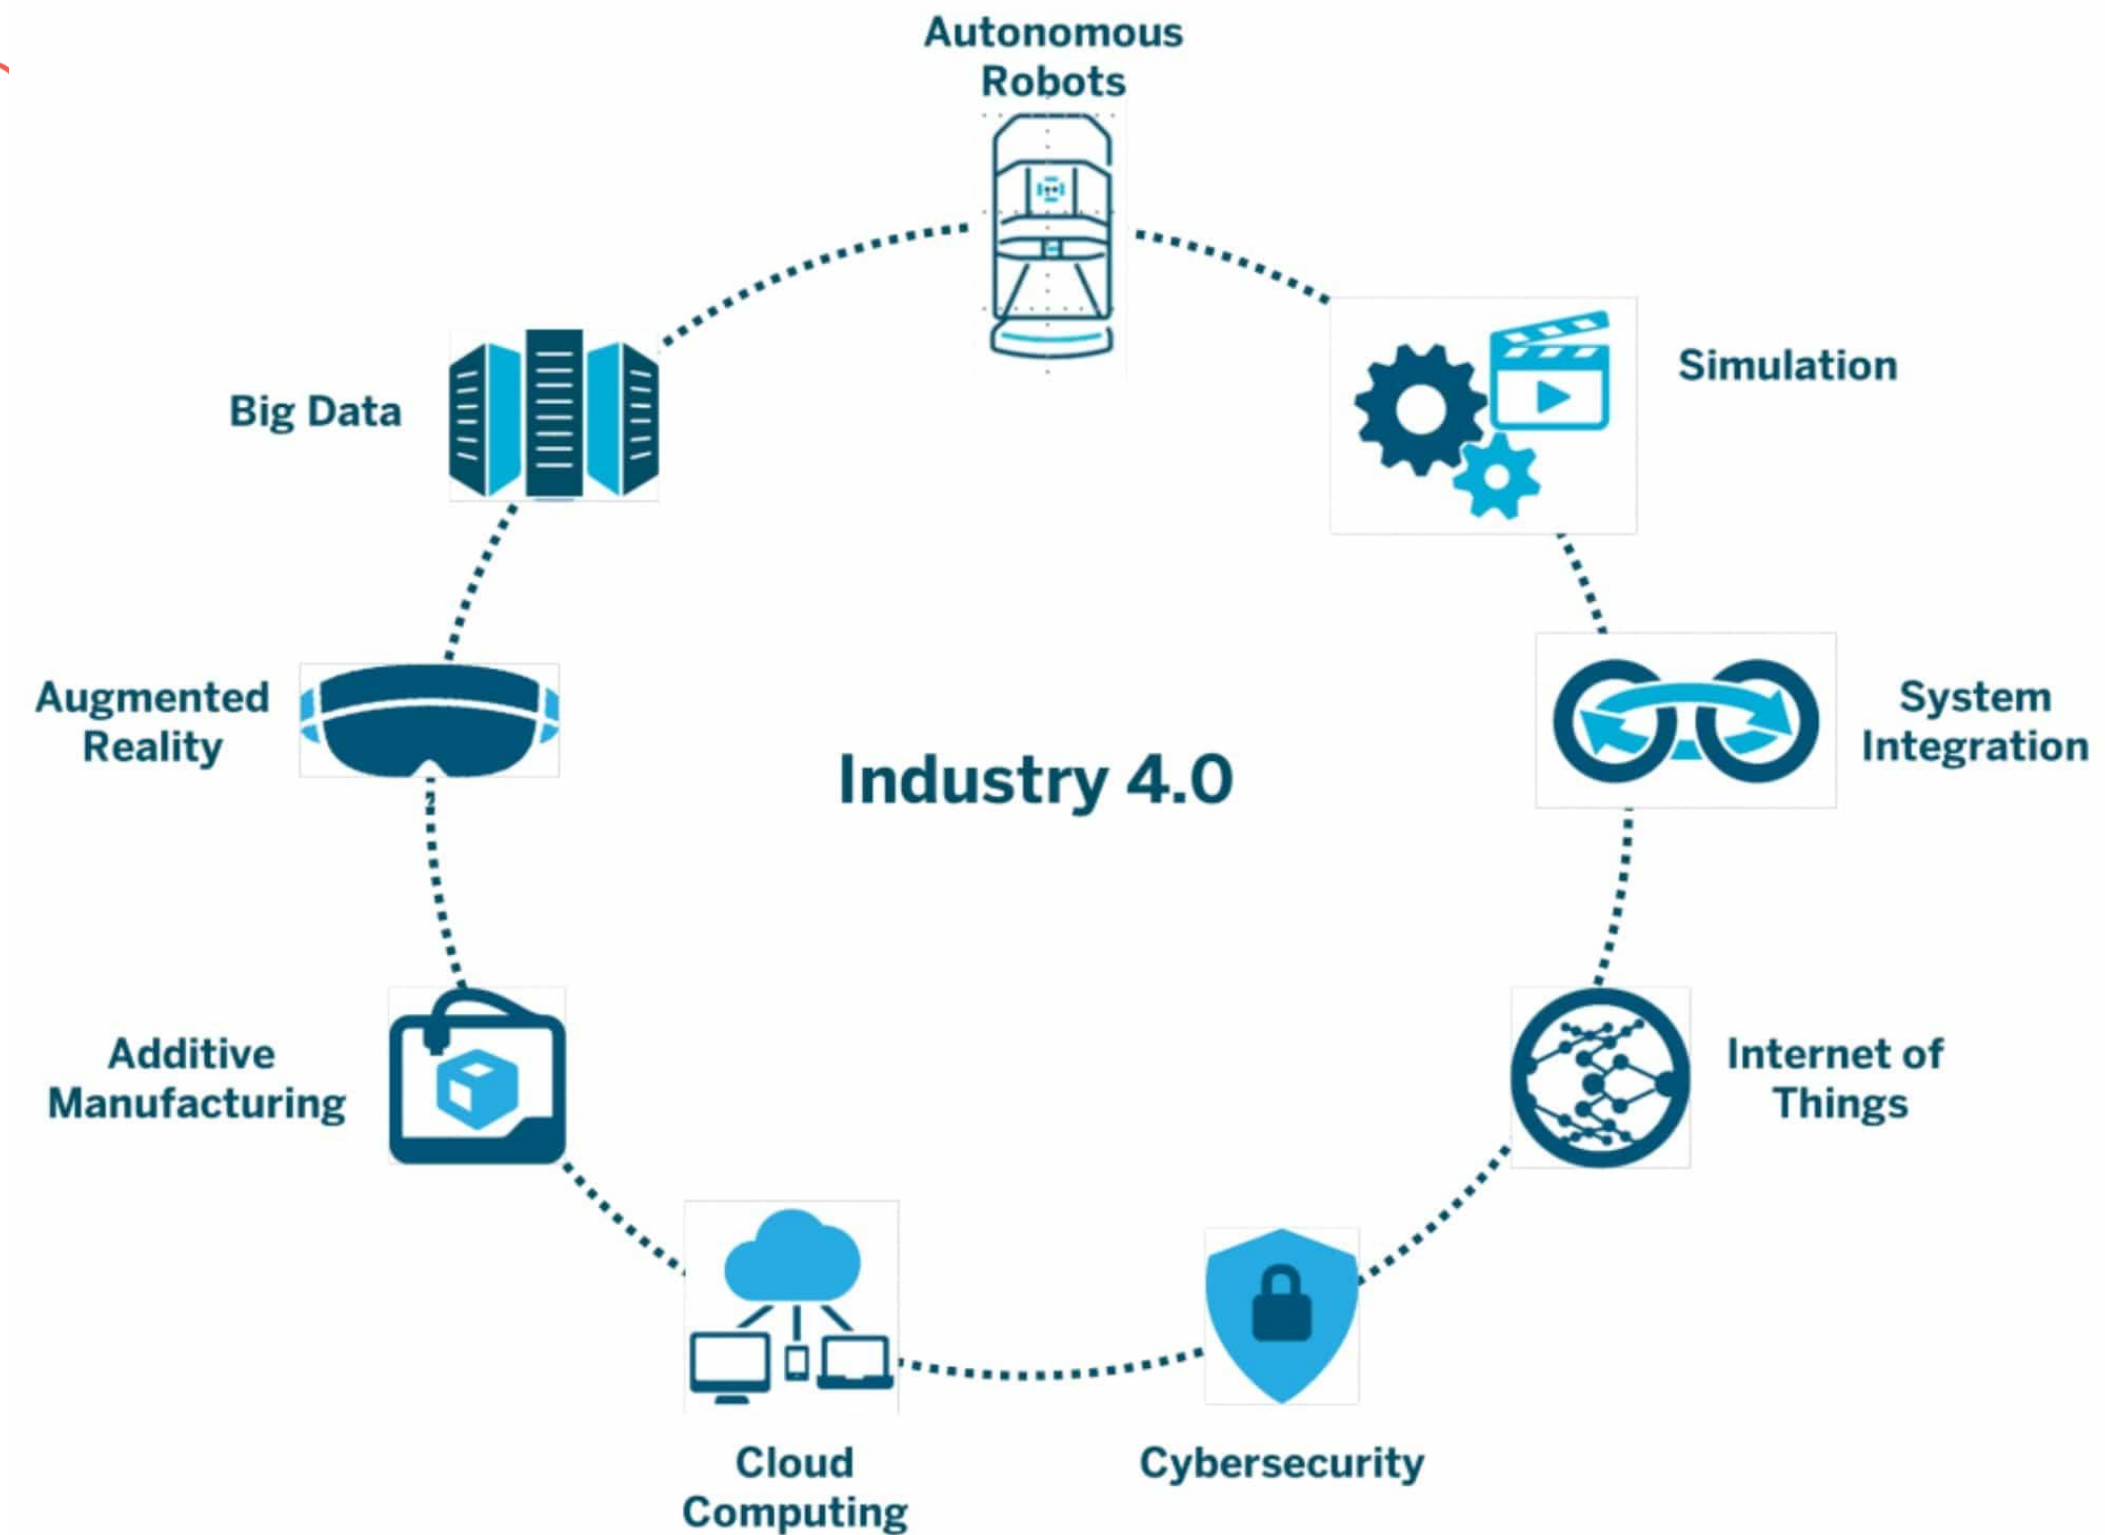 Autonomous
Robots
Simulation
Big Data
System
Integration
Augmented
Reality
Industry 4.0
Internet of
Things
Additive
Manufacturing
Cybersecurity
Cloud
Computing